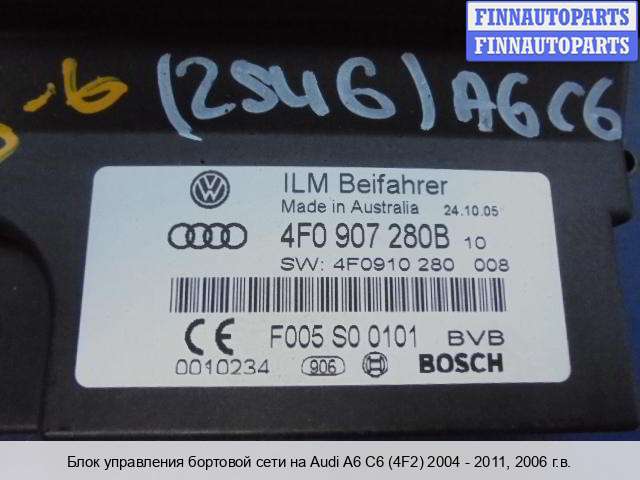 FINNAUTOPARTS
FINNAUTOPARTS
-6 (2546) A6C6
ILM Beifahrer
Made in Australia 24.10.05
4F0 907 280B 10
SW: 4F0910 280 008
CE F005 S0 0101 BVB
0010234 906 BOSCH
Блок управления бортовой сети на Audi A6 C6 (4F2) 2004 - 2011, 2006 г.в.